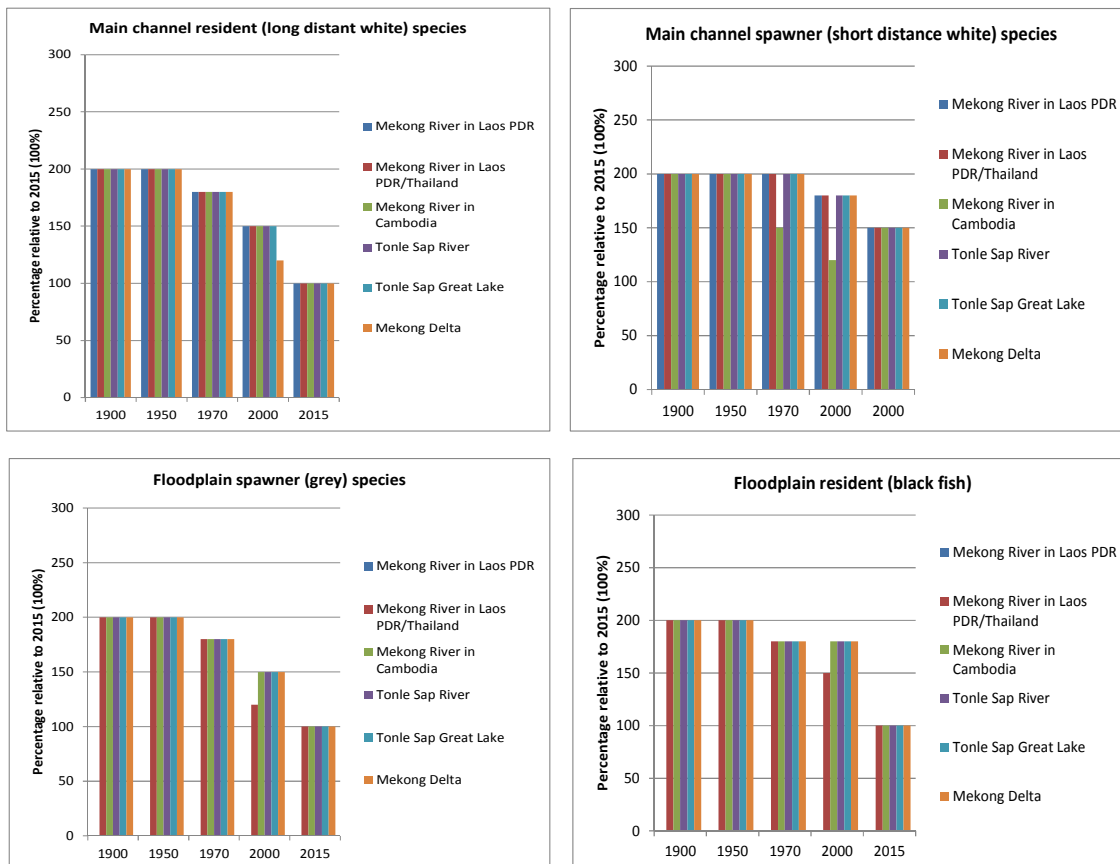 Main channel resident (long distant white) species
Percentage relative to 2015 (100%)
300
250
200
150
100
50
0
1900 1950 1970 2000 2015
Mekong River in Laos PDR
Mekong River in Laos
PDR/Thailand
Mekong River in
Cambodia
Tonle Sap River
Tonle Sap Great Lake
Mekong Delta
Main channel spawner (short distance white) species
Percentage relative to 2015 (100%)
300
250
200
150
100
50
0
1900 1950 1970 2000 2000
Mekong River in Laos PDR
Mekong River in Laos
PDR/Thailand
Mekong River in
Cambodia
Tonle Sap River
Tonle Sap Great Lake
Mekong Delta
Floodplain spawner (grey) species
Percentage relative to 2015 (100%)
300
250
200
150
100
50
0
1900 1950 1970 2000 2015
Mekong River in Laos PDR
Mekong River in Laos
PDR/Thailand
Mekong River in
Cambodia
Tonle Sap River
Tonle Sap Great Lake
Mekong Delta
Floodplain resident (black fish)
Percentage relative to 2015 (100%)
300
250
200
150
100
50
0
1900 1950 1970 2000 2015
Mekong River in Laos PDR
Mekong River in Laos
PDR/Thailand
Mekong River in
Cambodia
Tonle Sap River
Tonle Sap Great Lake
Mekong Delta